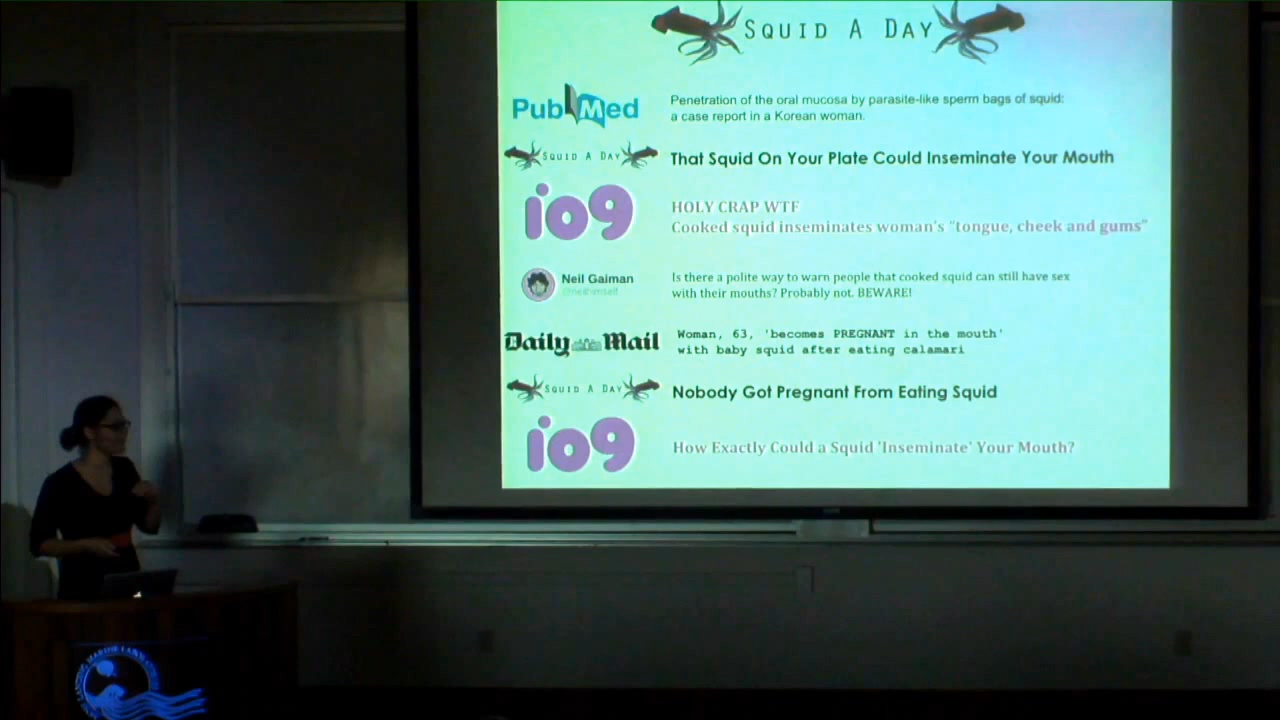 SQUID A DAY
PubMed
Penetration of the oral mucosa by parasite-like sperm bags of squid:
a case report in a Korean woman.
SQUID A DAY
That Squid On Your Plate Could Inseminate Your Mouth
io9
HOLY CRAP WTF
Cooked squid inseminates woman's "tongue, cheek and gums"
Neil Gaiman
@neilhimself
Is there a polite way to warn people that cooked squid can still have sex
with their mouths? Probably not. BEWARE!
Daily Mail
Woman, 63, 'becomes PREGNANT in the mouth'
with baby squid after eating calamari
SQUID A DAY
Nobody Got Pregnant From Eating Squid
io9
How Exactly Could a Squid 'Inseminate' Your Mouth?
LANDING MARINE LABORATORIES